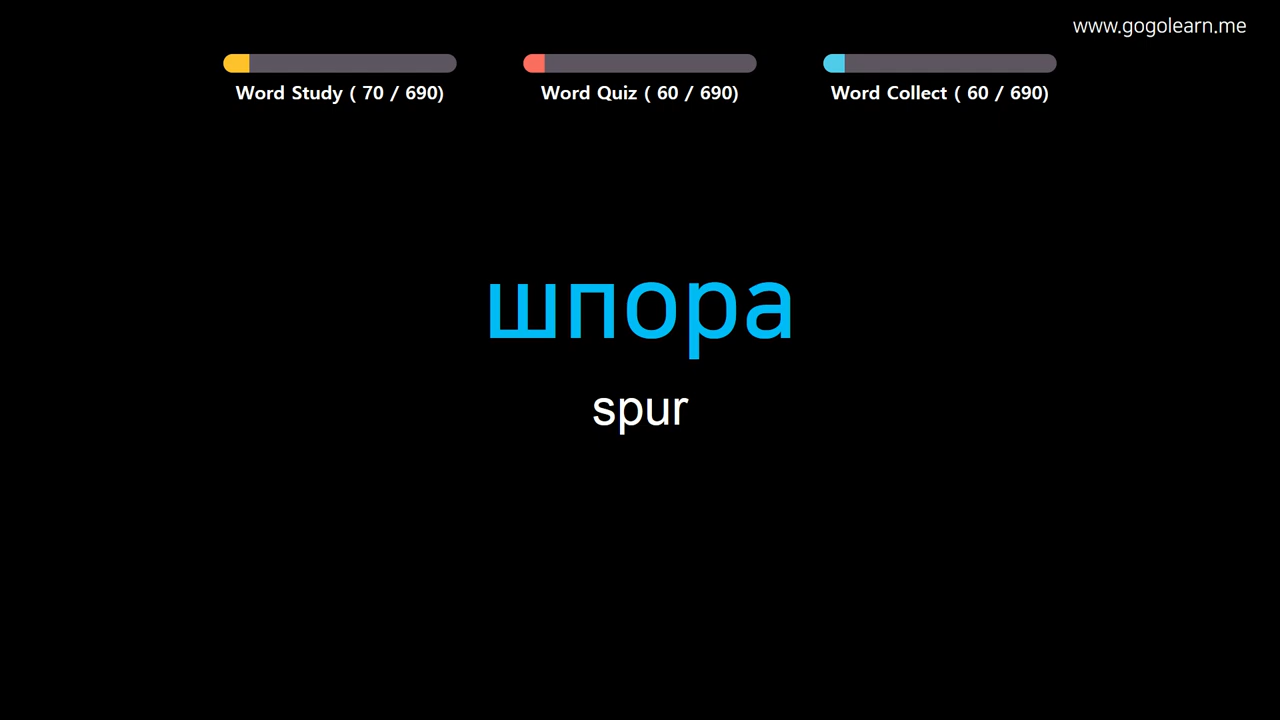 www.gogolearn.me
Word Study ( 70 / 690)
Word Quiz ( 60 / 690)
Word Collect ( 60 / 690)
шпора
spur